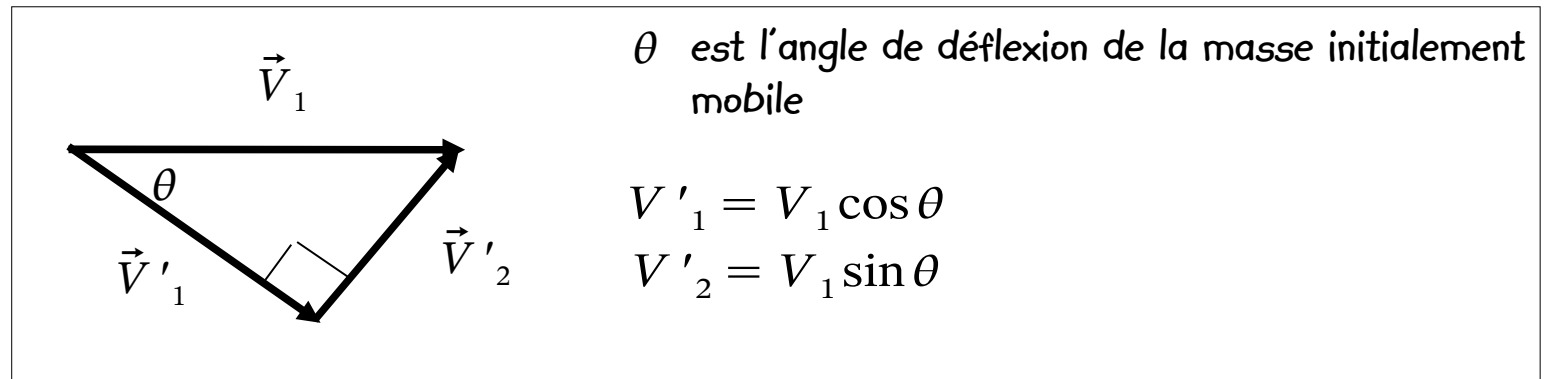 θ est l'angle de déflexion de la masse initialement
mobile
V⃗₁
θ
V⃗'₁
V⃗'₂
V'₁ = V₁ cos θ
V'₂ = V₁ sin θ